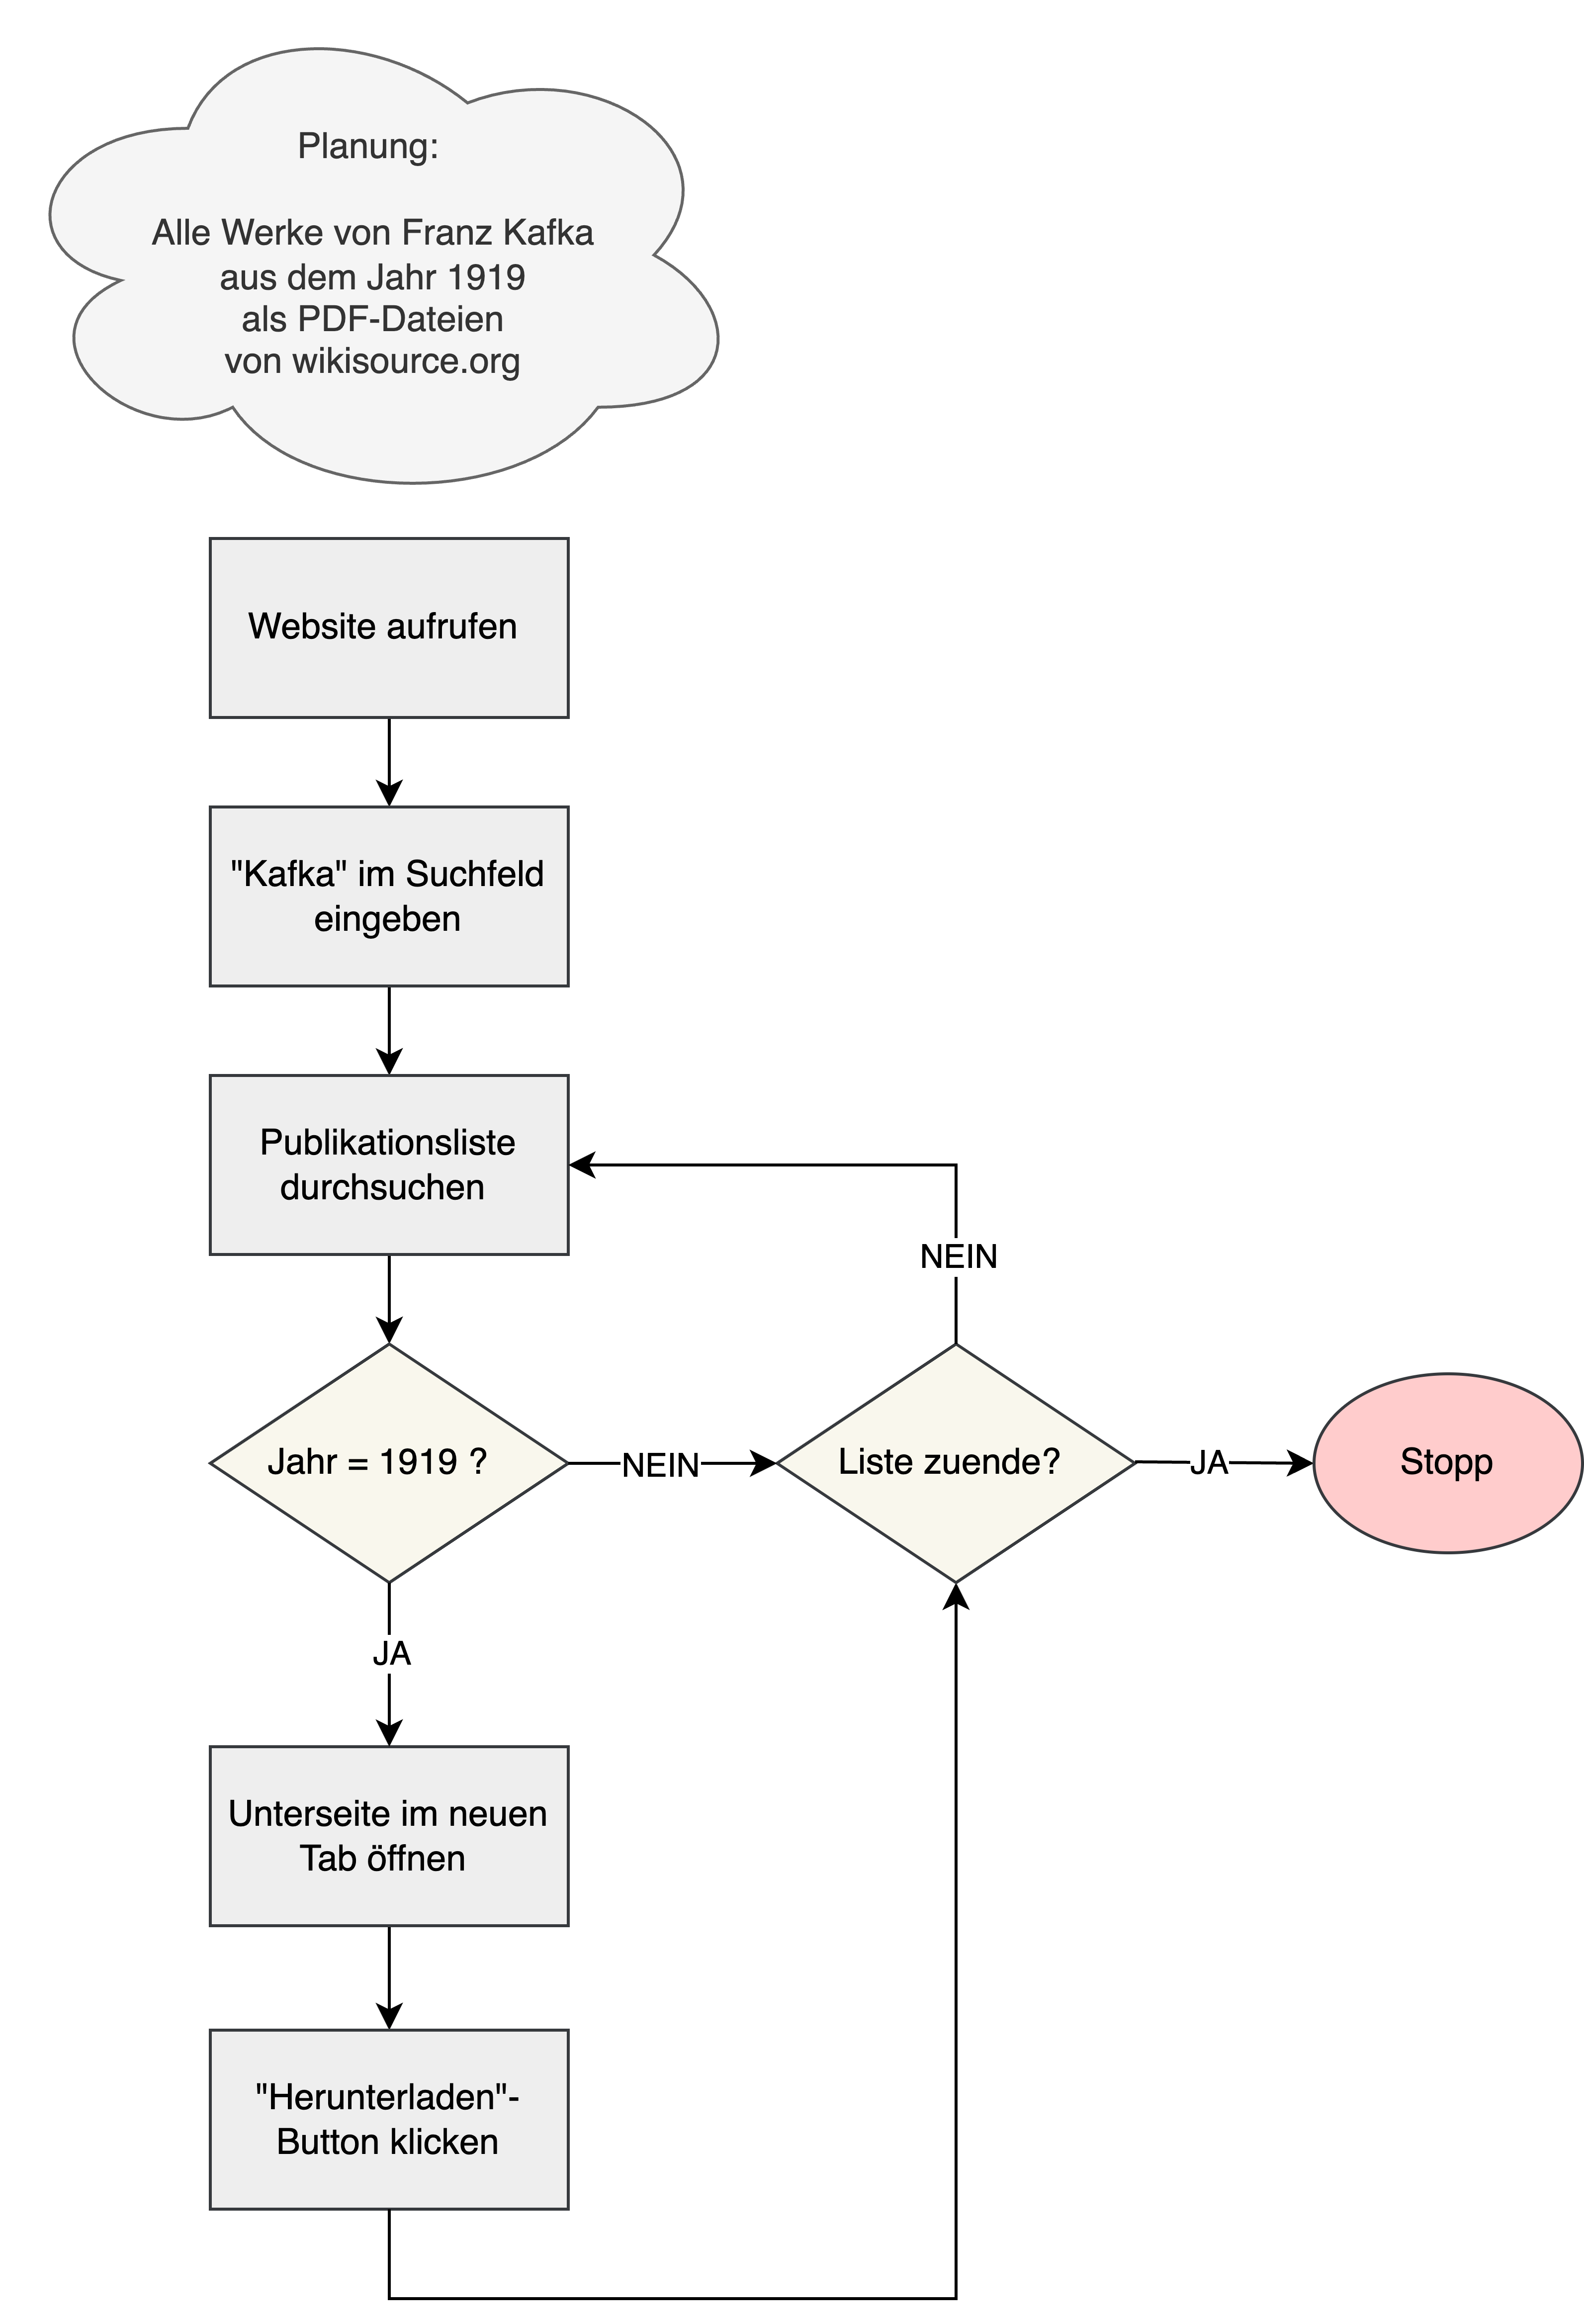 Planung:
Alle Werke von Franz Kafka
aus dem Jahr 1919
als PDF-Dateien
von wikisource.org
Website aufrufen
"Kafka" im Suchfeld
eingeben
Publikationsliste
durchsuchen
NEIN
Jahr = 1919 ?
NEIN
Liste zuende?
JA
Stopp
JA
Unterseite im neuen
Tab öffnen
"Herunterladen"-
Button klicken